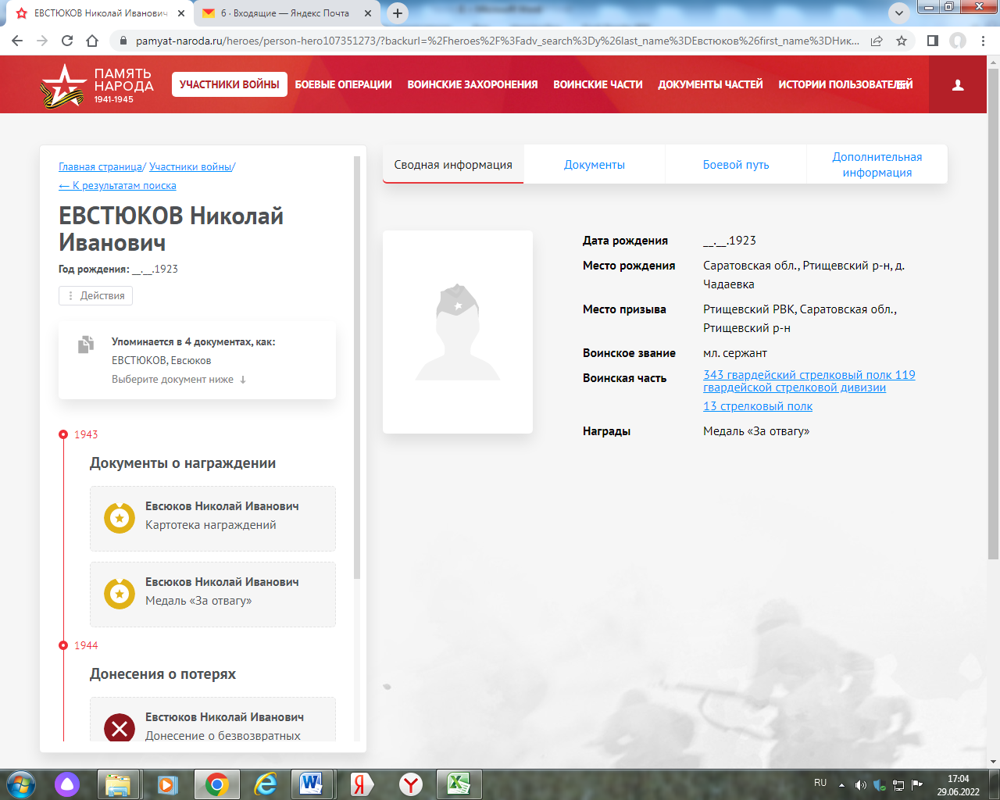 ЕВСТЮКОВ Николай Иванович
6 · Входящие — Яндекс Почта
pamyat-naroda.ru/heroes/person-hero107351273/?backurl=%2Fheroes%2F%3Fadv_search%3Dy%26last_name%3DЕвстюков%26first_name%3DНик...
ПАМЯТЬ
НАРОДА
1941-1945
УЧАСТНИКИ ВОЙНЫ
БОЕВЫЕ ОПЕРАЦИИ
ВОИНСКИЕ ЗАХОРОНЕНИЯ
ВОИНСКИЕ ЧАСТИ
ДОКУМЕНТЫ ЧАСТЕЙ
ИСТОРИИ ПОЛЬЗОВАТЕЛЕЙ
En
Главная страница/ Участники войны/
← К результатам поиска
ЕВСТЮКОВ Николай
Иванович
Год рождения: __.__.1923
Действия
Упоминается в 4 документах, как:
ЕВСТЮКОВ, Евсюков
Выберите документ ниже ↓
1943
Документы о награждении
Евсюков Николай Иванович
Картотека награждений
Евсюков Николай Иванович
Медаль «За отвагу»
1944
Донесения о потерях
Евстюков Николай Иванович
Донесение о безвозвратных
Сводная информация
Документы
Боевой путь
Дополнительная
информация
Дата рождения __.__.1923
Место рождения Саратовская обл., Ртищевский р-н, д.
Чадаевка
Место призыва Ртищевский РВК, Саратовская обл.,
Ртищевский р-н
Воинское звание мл. сержант
Воинская часть 343 гвардейский стрелковый полк 119
гвардейской стрелковой дивизии
13 стрелковый полк
Награды Медаль «За отвагу»
RU
17:04
29.06.2022